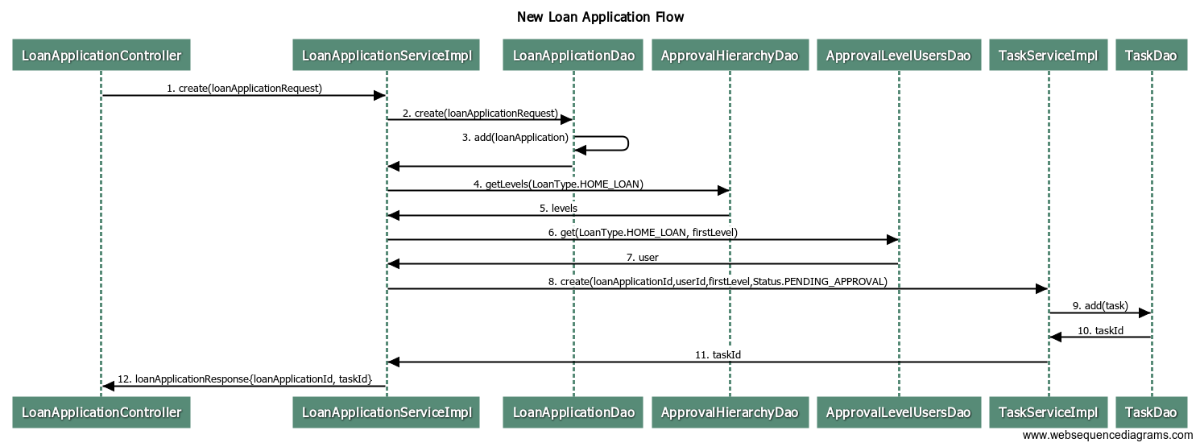 New Loan Application Flow
LoanApplicationController LoanApplicationServiceImpl LoanApplicationDao ApprovalHierarchyDao ApprovalLevelUsersDao TaskServiceImpl TaskDao
1. create(loanApplicationRequest)
2. create(loanApplicationRequest)
3. add(loanApplication)
4. getLevels(LoanType.HOME_LOAN)
5. levels
6. get(LoanType.HOME_LOAN, firstLevel)
7. user
8. create(loanApplicationId,userId,firstLevel,Status.PENDING_APPROVAL)
9. add(task)
10. taskId
11. taskId
12. loanApplicationResponse{loanApplicationId, taskId}
LoanApplicationController LoanApplicationServiceImpl LoanApplicationDao ApprovalHierarchyDao ApprovalLevelUsersDao TaskServiceImpl TaskDao
www.websequencediagrams.com